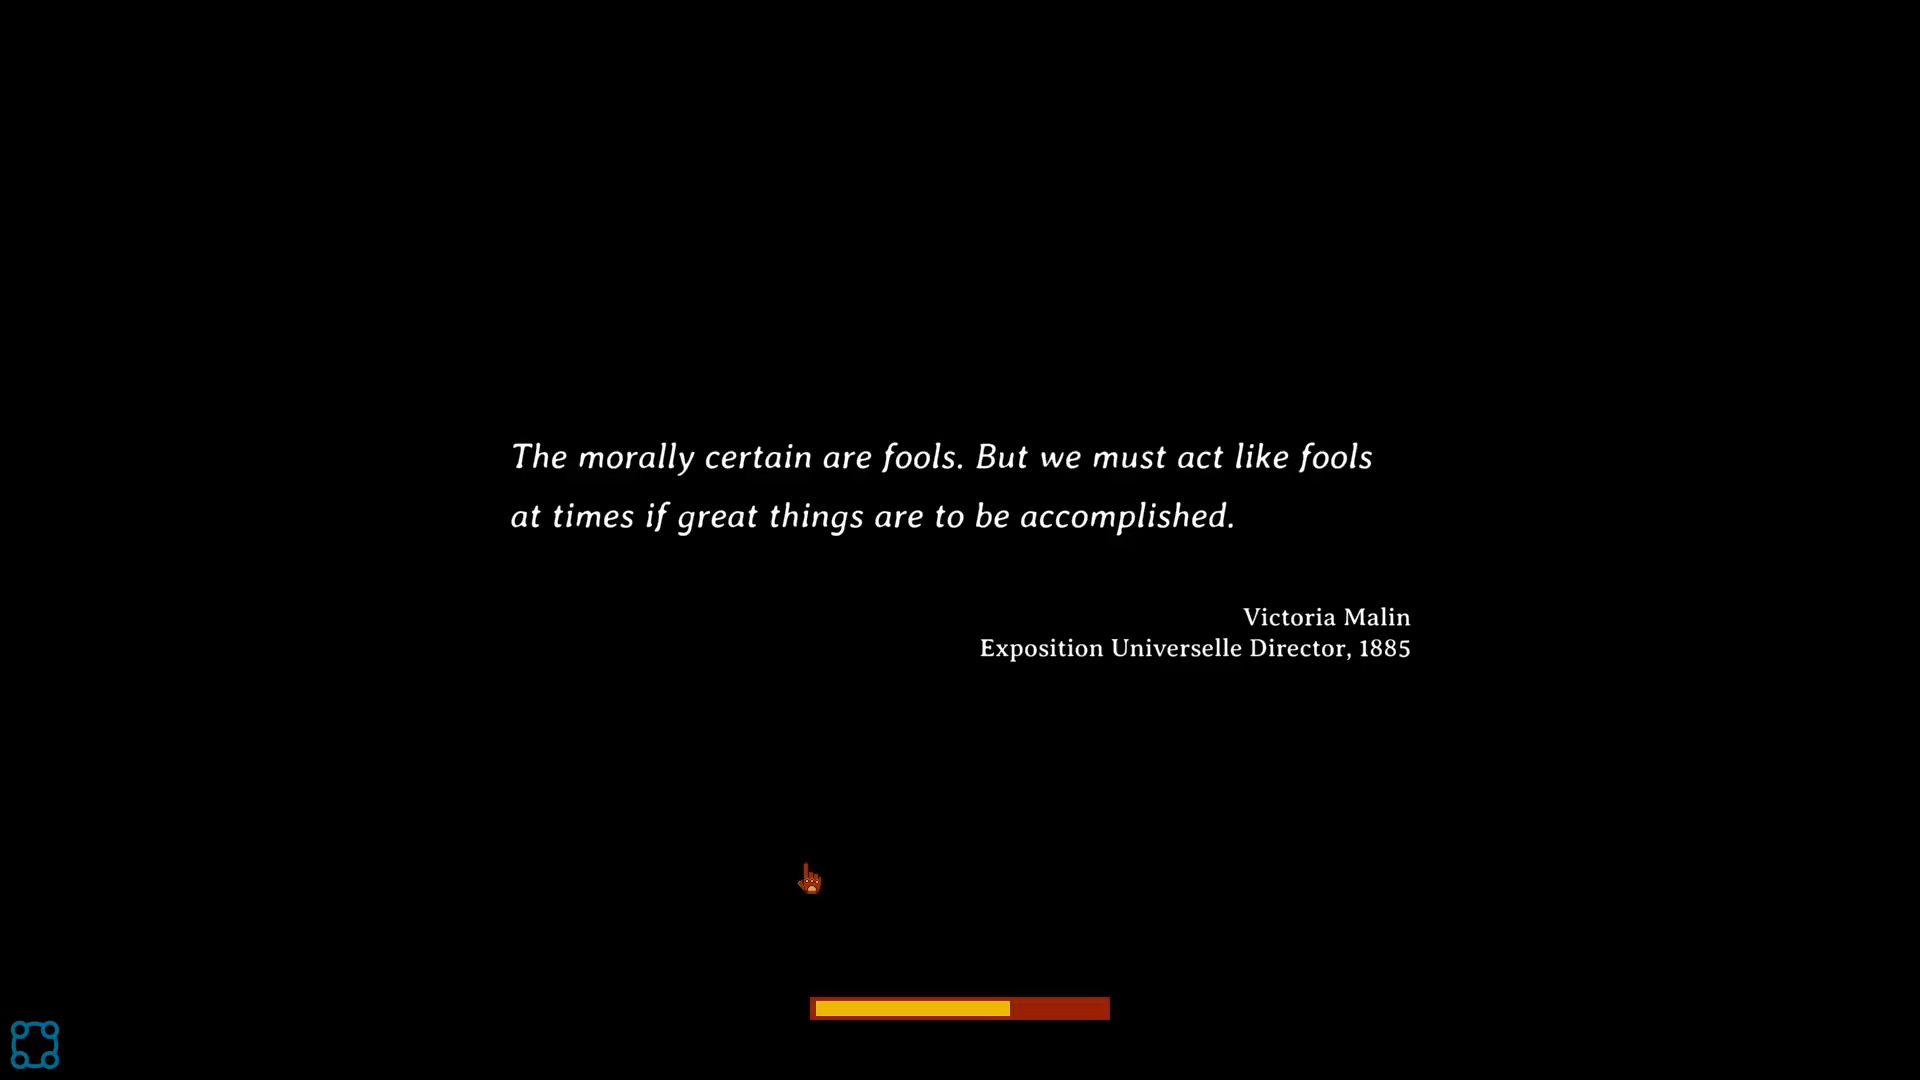 The morally certain are fools. But we must act like fools
at times if great things are to be accomplished.
Victoria Malin
Exposition Universelle Director, 1885